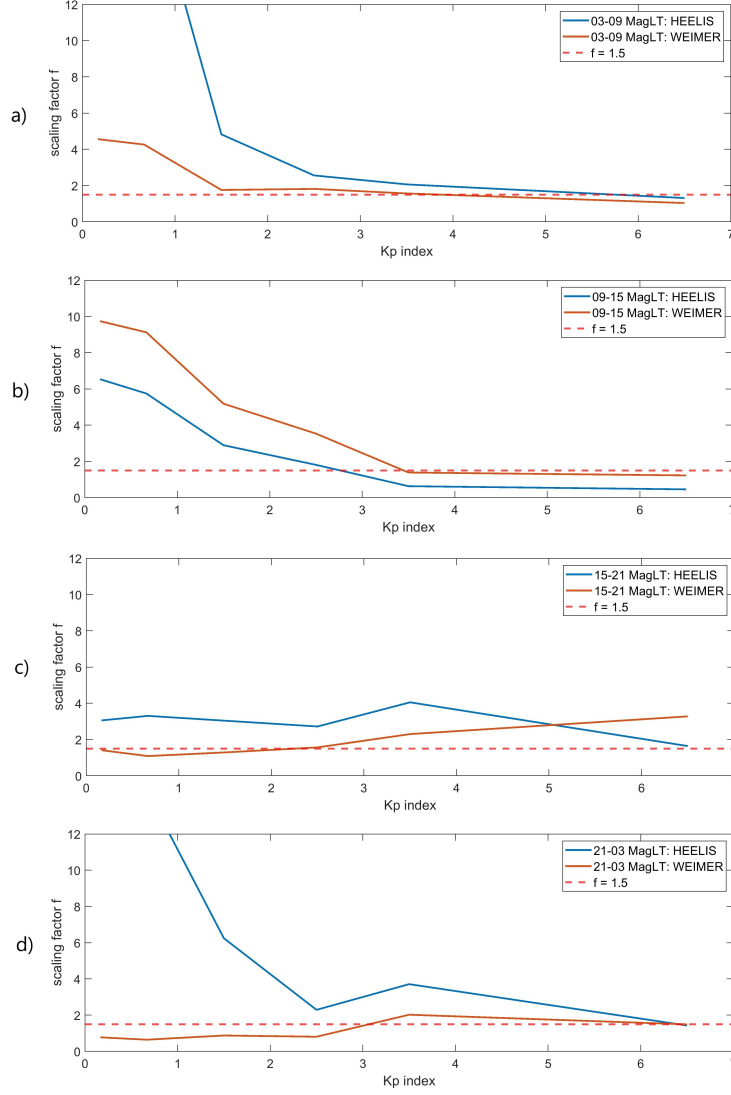 a)
scaling factor f
12
10
8
6
4
2
0
03-09 MagLT: HEELIS
03-09 MagLT: WEIMER
f = 1.5
0 1 2 3 4 5 6 7
Kp index
b)
scaling factor f
12
10
8
6
4
2
0
09-15 MagLT: HEELIS
09-15 MagLT: WEIMER
f = 1.5
0 1 2 3 4 5 6 7
Kp index
c)
scaling factor f
12
10
8
6
4
2
0
15-21 MagLT: HEELIS
15-21 MagLT: WEIMER
f = 1.5
0 1 2 3 4 5 6
Kp index
d)
scaling factor f
12
10
8
6
4
2
0
21-03 MagLT: HEELIS
21-03 MagLT: WEIMER
f = 1.5
0 1 2 3 4 5 6
Kp index